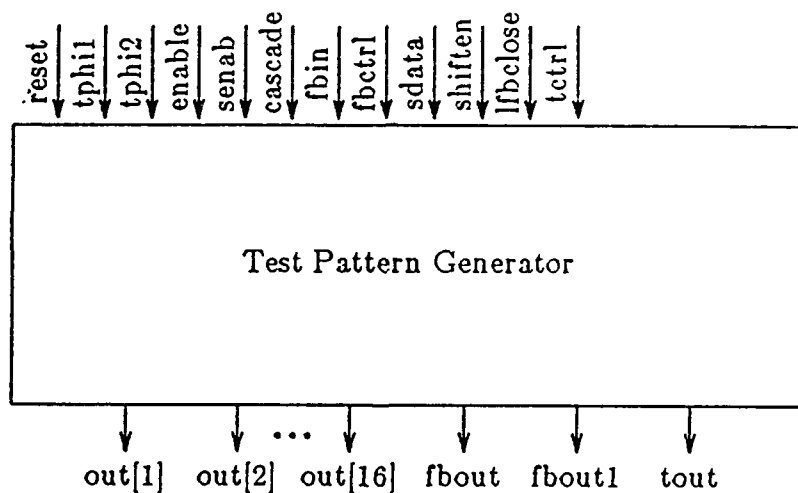 reset
tphi1
tphi2
enable
senab
cascade
fbin
fbctrl
sdata
shiften
lfbclose
tctrl
Test Pattern Generator
out[1] out[2] ... out[16] fbout fbout1 tout